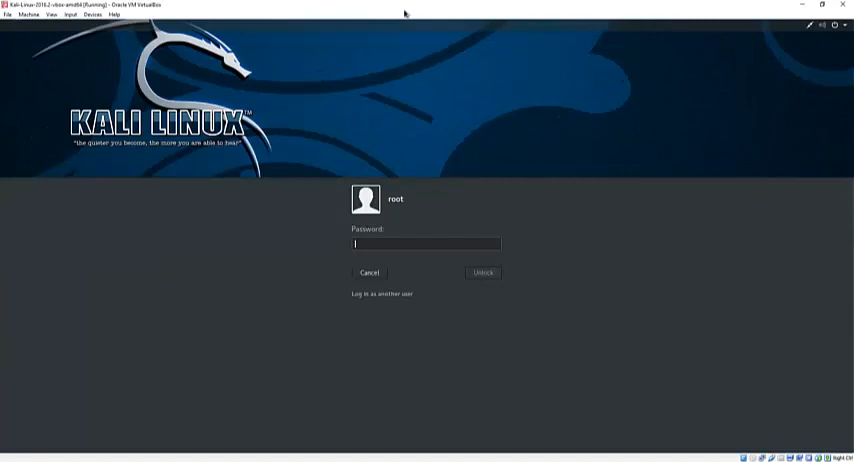 Kali-Linux-2018.2-vbox-amd64 [Running] - Oracle VM VirtualBox
File Machine View Input Devices Help
KALI LINUX™
"the quieter you become, the more you are able to hear"
root
Password:
Cancel Unlock
Log in as another user
Right Ctrl